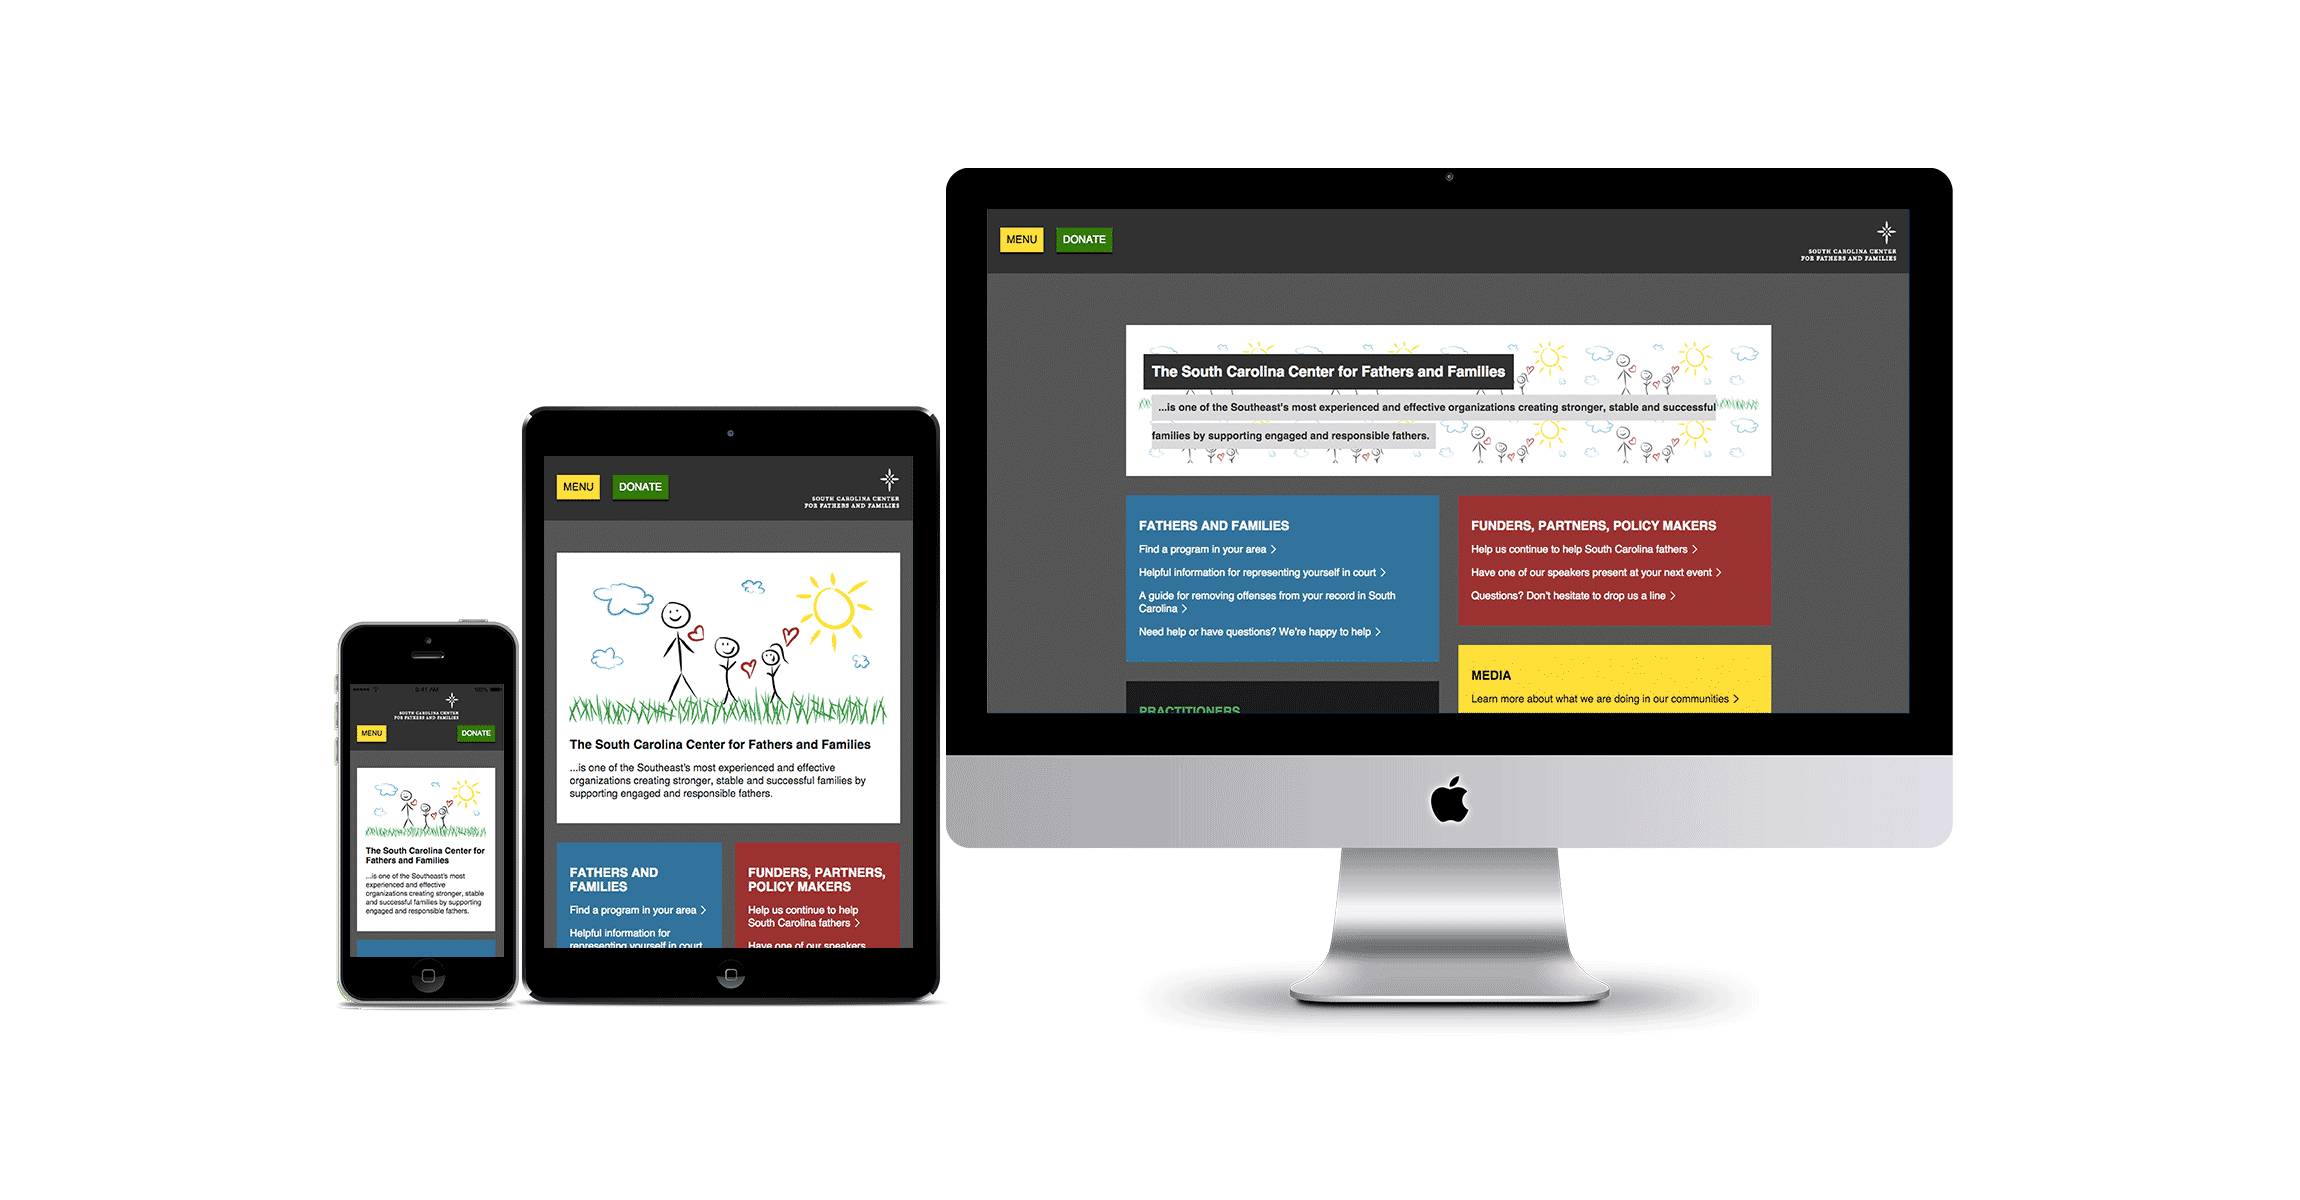 9:41 AM
100%
SOUTH CAROLINA CENTER
FOR FATHERS AND FAMILIES
MENU
DONATE
The South Carolina Center for
Fathers and Families
...is one of the Southeast's most
experienced and effective
organizations creating stronger, stable
and successful families by supporting
engaged and responsible fathers.
MENU
DONATE
SOUTH CAROLINA CENTER
FOR FATHERS AND FAMILIES
The South Carolina Center for Fathers and Families
...is one of the Southeast's most experienced and effective
organizations creating stronger, stable and successful families by
supporting engaged and responsible fathers.
FATHERS AND
FAMILIES
Find a program in your area >
Helpful information for
representing yourself in court
FUNDERS, PARTNERS,
POLICY MAKERS
Help us continue to help
South Carolina fathers >
Have one of our speakers
MENU
DONATE
SOUTH CAROLINA CENTER
FOR FATHERS AND FAMILIES
The South Carolina Center for Fathers and Families
...is one of the Southeast's most experienced and effective organizations creating stronger, stable and successful
families by supporting engaged and responsible fathers.
FATHERS AND FAMILIES
Find a program in your area >
Helpful information for representing yourself in court >
A guide for removing offenses from your record in South
Carolina >
Need help or have questions? We're happy to help >
PRACTITIONERS
FUNDERS, PARTNERS, POLICY MAKERS
Help us continue to help South Carolina fathers >
Have one of our speakers present at your next event >
Questions? Don't hesitate to drop us a line >
MEDIA
Learn more about what we are doing in our communities >